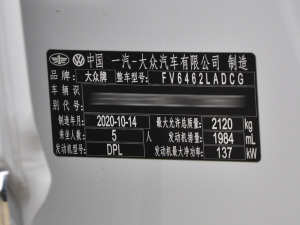 中国 一汽-大众汽车有限公司 制造
品牌 大众牌 整车型号 FV6462LADCG
车辆识别代号
制造年月 2020-10-14 最大允许总质量 2120 kg
乘坐人数 5 人 发动机排量 1984 mL
发动机型号 DPL 发动机最大净功率 137 kW